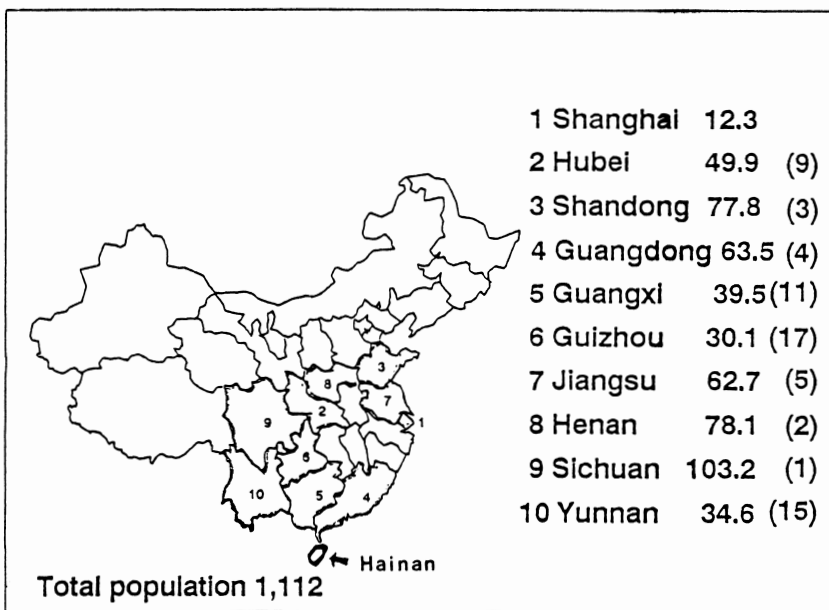 1 Shanghai 12.3
2 Hubei 49.9 (9)
3 Shandong 77.8 (3)
4 Guangdong 63.5 (4)
5 Guangxi 39.5 (11)
6 Guizhou 30.1 (17)
7 Jiangsu 62.7 (5)
8 Henan 78.1 (2)
9 Sichuan 103.2 (1)
10 Yunnan 34.6 (15)
3
8
7
2
1
9
6
10
5
4
Hainan
Total population 1,112